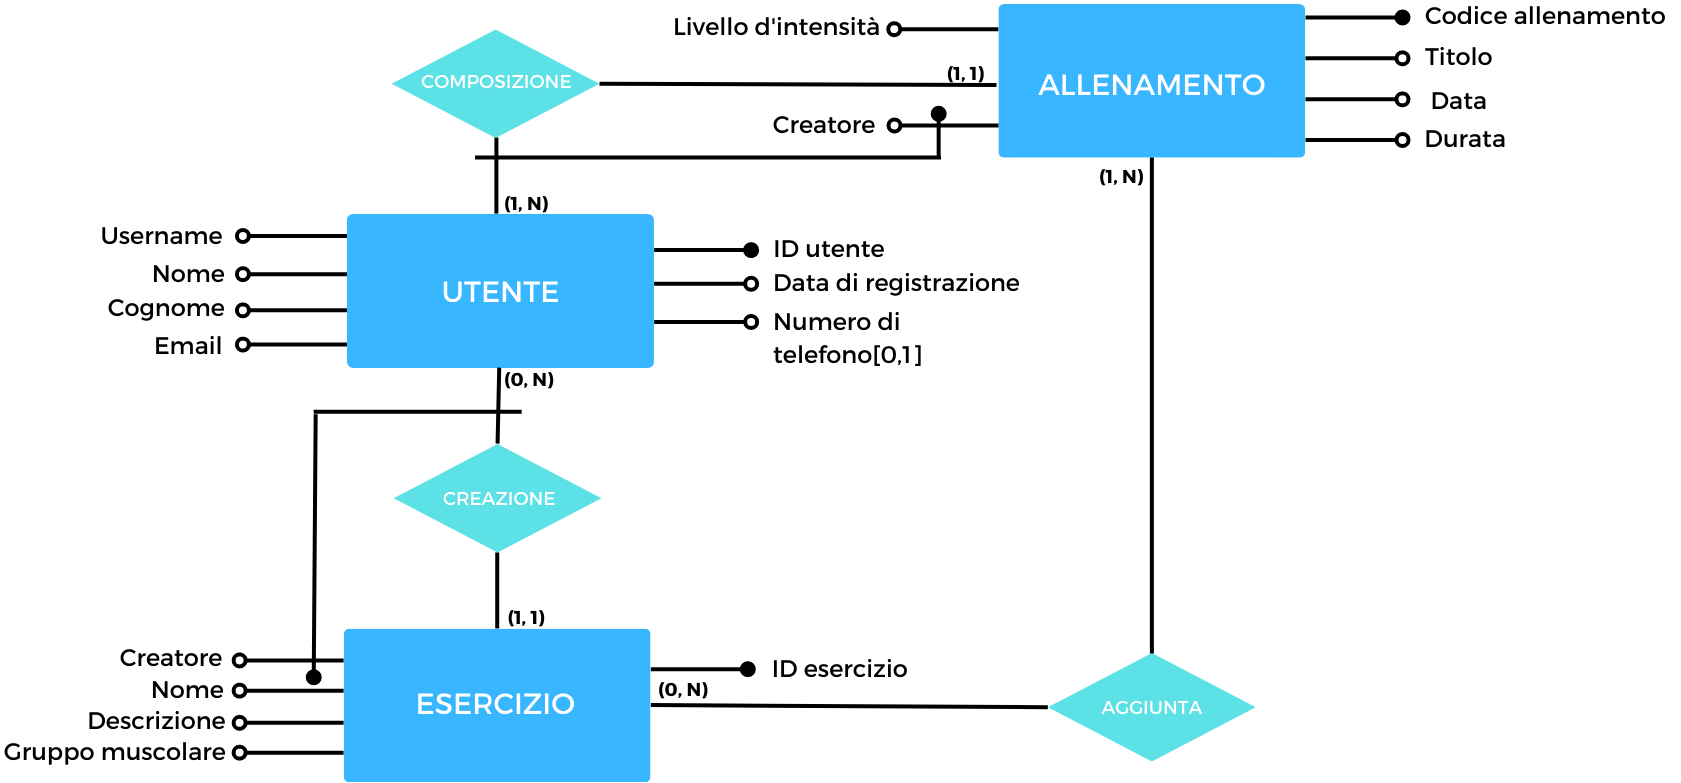 Livello d'intensità
Codice allenamento
Titolo
COMPOSIZIONE
(1, 1)
ALLENAMENTO
Data
Creatore
Durata
(1, N)
(1, N)
Username
Nome
Cognome
Email
UTENTE
ID utente
Data di registrazione
Numero di
telefono[0,1]
(0, N)
CREAZIONE
(1, 1)
Creatore
Nome
Descrizione
Gruppo muscolare
ESERCIZIO
ID esercizio
(0, N)
AGGIUNTA